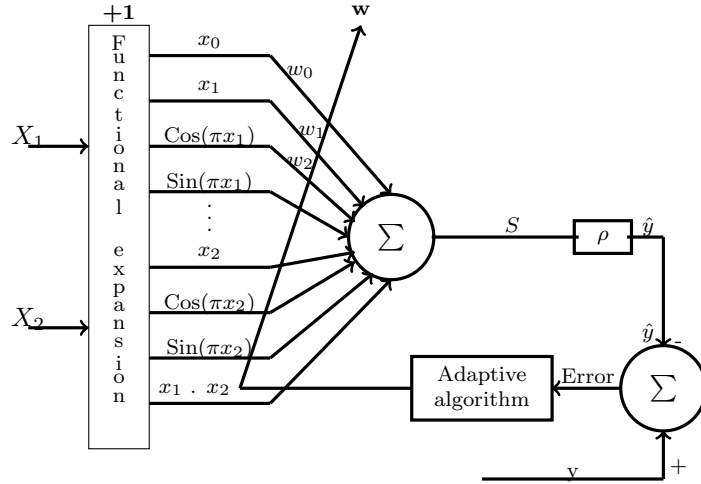 +1
Functional expansion
X₁
X₂
x₀
x₁
Cos(πx₁)
Sin(πx₁)
⋮
x₂
Cos(πx₂)
Sin(πx₂)
x₁ . x₂
w₀
w₁
w₂
w
Σ
S
ρ
ŷ
ŷ
-
Σ
+
y
Error
Adaptive
algorithm